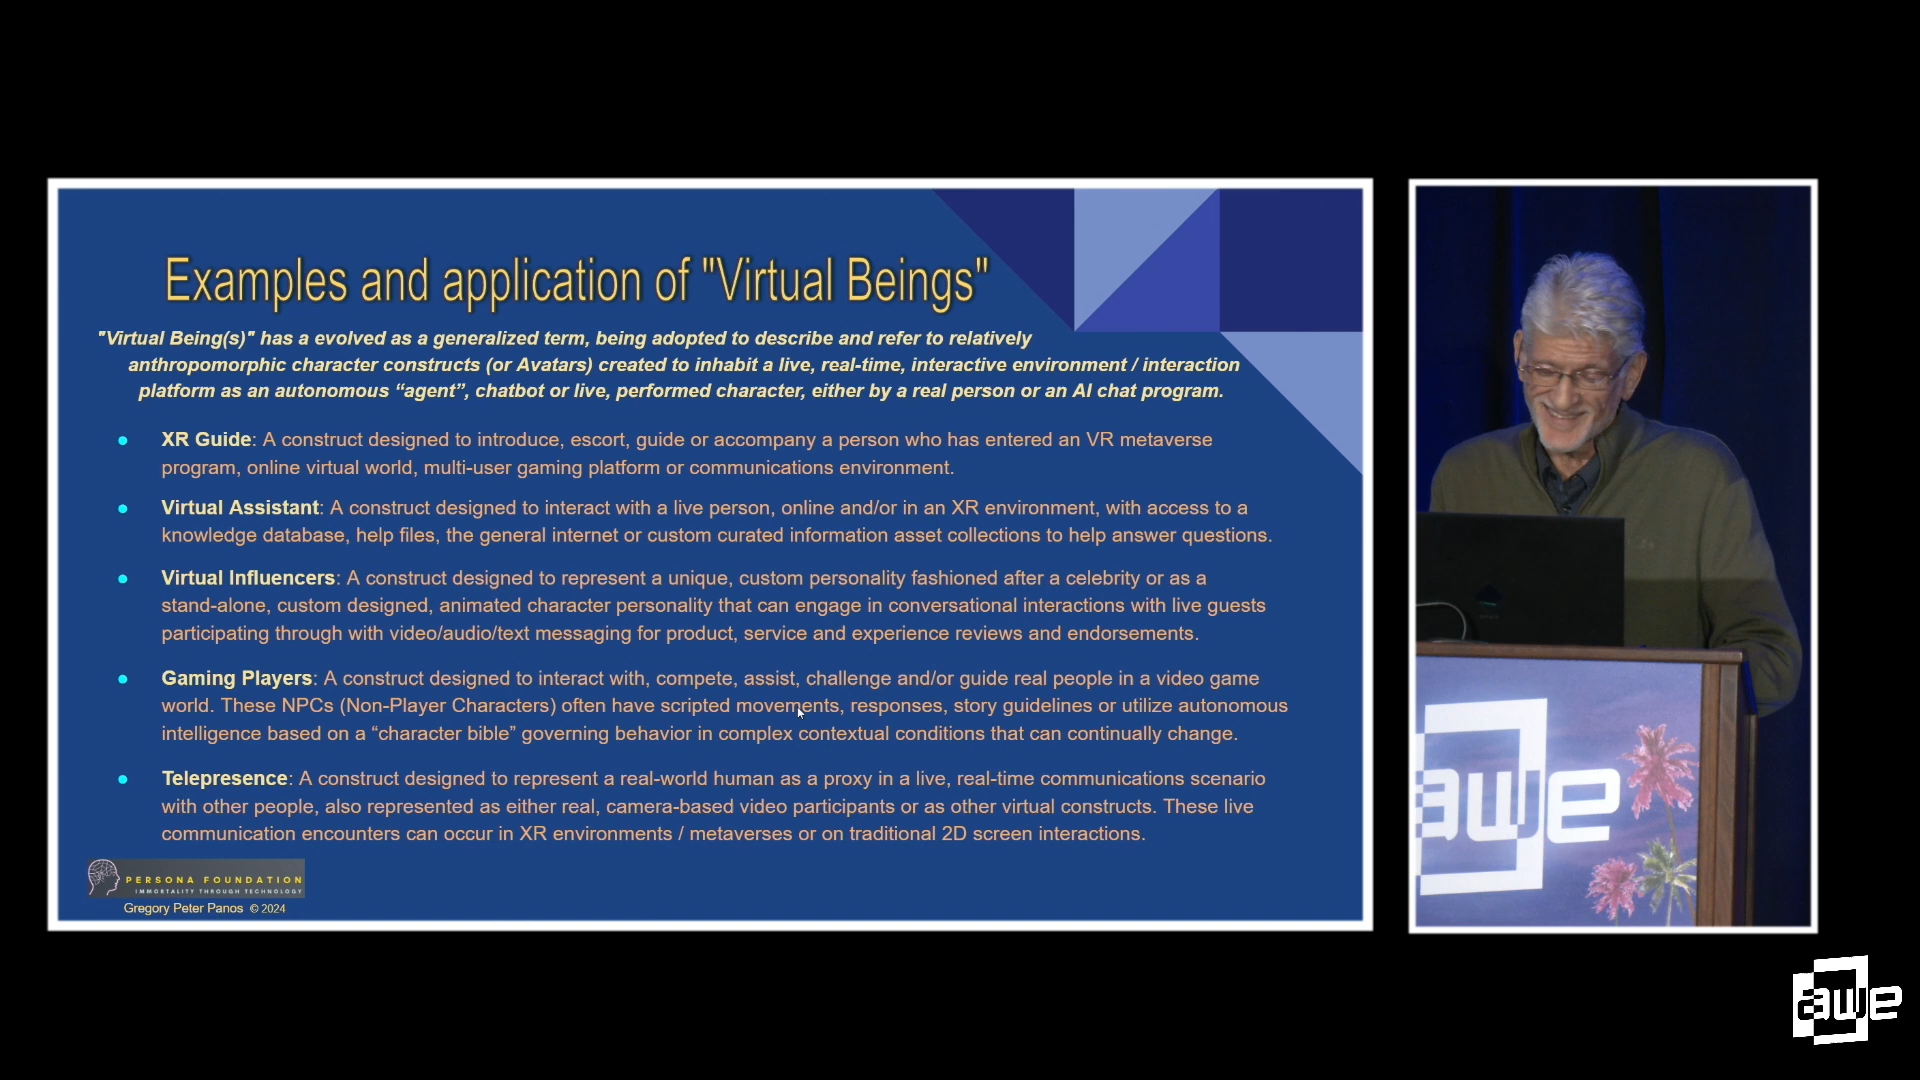 Examples and application of "Virtual Beings"
"Virtual Being(s)" has a evolved as a generalized term, being adopted to describe and refer to relatively
anthropomorphic character constructs (or Avatars) created to inhabit a live, real-time, interactive environment / interaction
platform as an autonomous “agent”, chatbot or live, performed character, either by a real person or an AI chat program.
● XR Guide: A construct designed to introduce, escort, guide or accompany a person who has entered an VR metaverse
program, online virtual world, multi-user gaming platform or communications environment.
● Virtual Assistant: A construct designed to interact with a live person, online and/or in an XR environment, with access to a
knowledge database, help files, the general internet or custom curated information asset collections to help answer questions.
● Virtual Influencers: A construct designed to represent a unique, custom personality fashioned after a celebrity or as a
stand-alone, custom designed, animated character personality that can engage in conversational interactions with live guests
participating through with video/audio/text messaging for product, service and experience reviews and endorsements.
● Gaming Players: A construct designed to interact with, compete, assist, challenge and/or guide real people in a video game
world. These NPCs (Non-Player Characters) often have scripted movements, responses, story guidelines or utilize autonomous
intelligence based on a “character bible” governing behavior in complex contextual conditions that can continually change.
● Telepresence: A construct designed to represent a real-world human as a proxy in a live, real-time communications scenario
with other people, also represented as either real, camera-based video participants or as other virtual constructs. These live
communication encounters can occur in XR environments / metaverses or on traditional 2D screen interactions.
PERSONA FOUNDATION
IMMORTALITY THROUGH TECHNOLOGY
Gregory Peter Panos © 2024
awe
awe